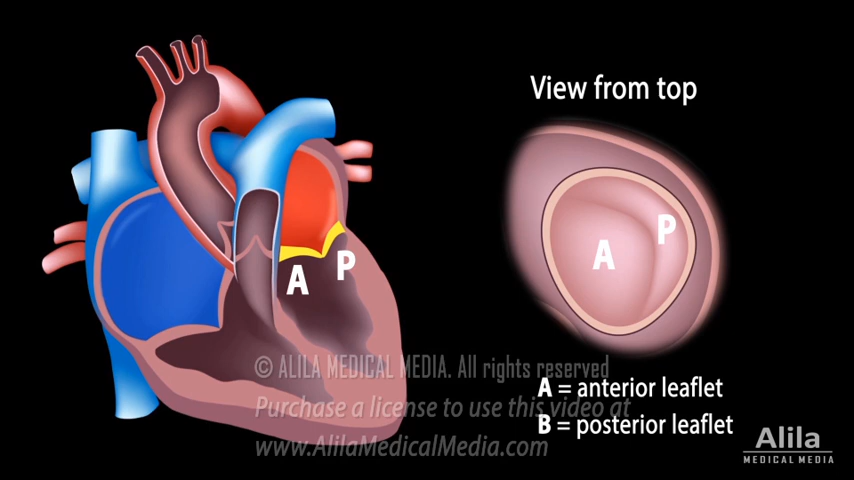 View from top
A
P
A
P
© ALILA MEDICAL MEDIA. All rights reserved
Purchase a license to use this video at
www.AlilaMedicalMedia.com
A = anterior leaflet
B = posterior leaflet
Alila
MEDICAL MEDIA